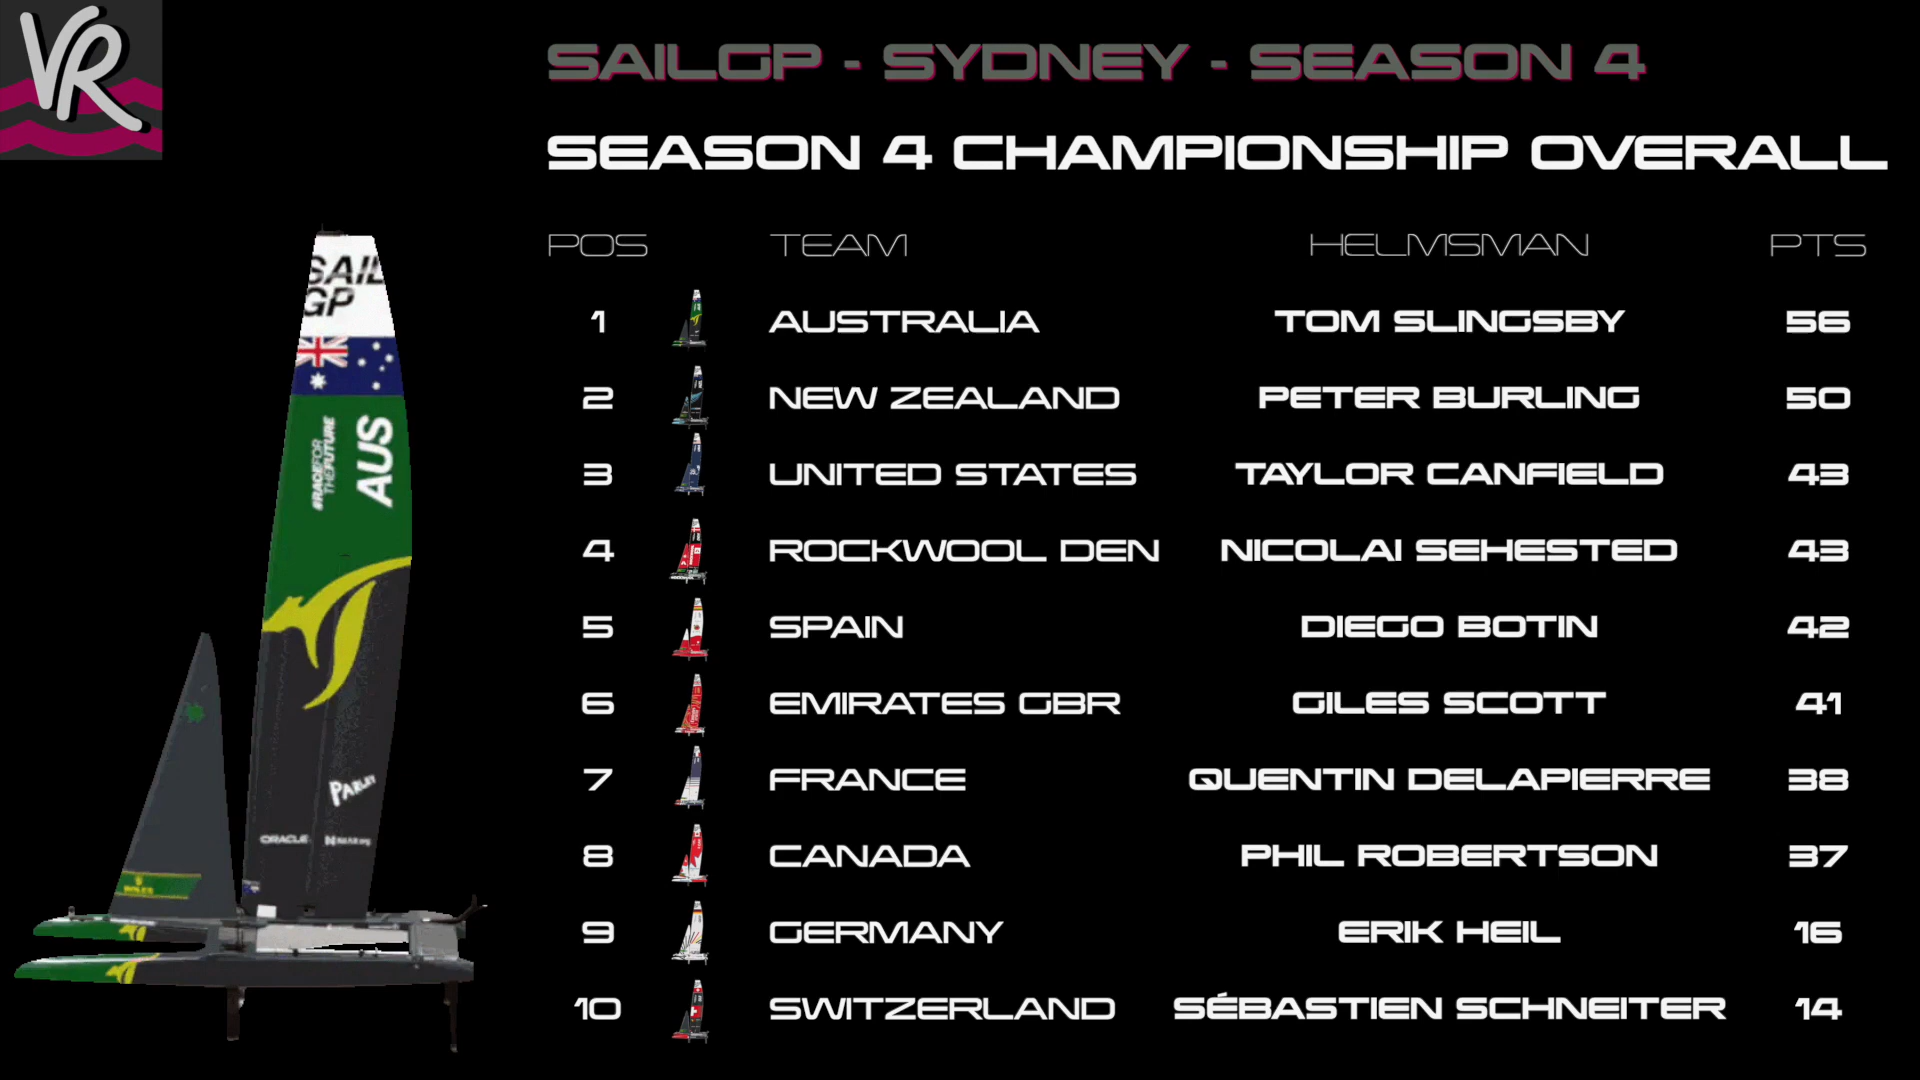 VR
SAILGP - SYDNEY - SEASON 4
SEASON 4 CHAMPIONSHIP OVERALL
POS TEAM HELMSMAN PTS
1 AUSTRALIA TOM SLINGSBY 56
2 NEW ZEALAND PETER BURLING 50
3 UNITED STATES TAYLOR CANFIELD 43
4 ROCKWOOL DEN NICOLAI SEHESTED 43
5 SPAIN DIEGO BOTIN 42
6 EMIRATES GBR GILES SCOTT 41
7 FRANCE QUENTIN DELAPIERRE 38
8 CANADA PHIL ROBERTSON 37
9 GERMANY ERIK HEIL 16
10 SWITZERLAND SÉBASTIEN SCHNEITER 14
SAIL
GP
#RACEFOR
THEFUTURE
AUS
PARLEY
ORACLE
ROLEX